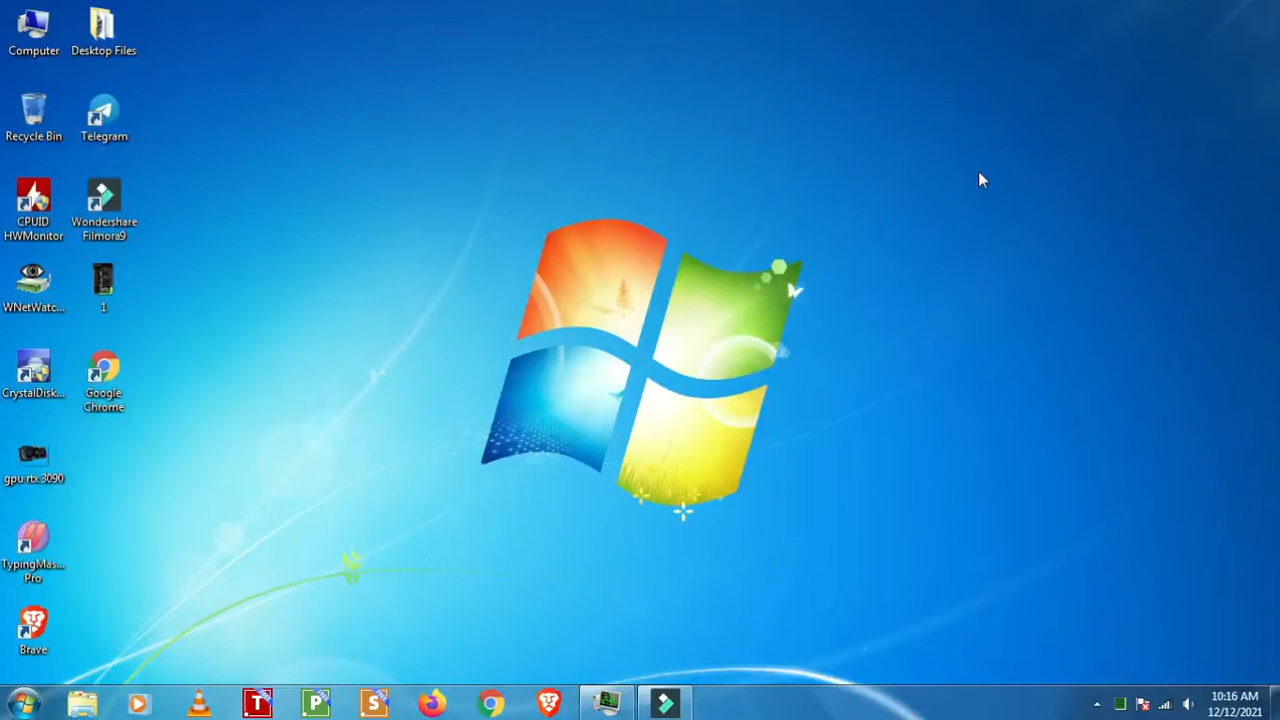 Computer
Desktop Files
Recycle Bin
Telegram
CPUID
HWMonitor
Wondershare
Filmora9
WNetWatc...
1
CrystalDisk...
Google
Chrome
gpu rtx 3090
TypingMas...
Pro
Brave
T
P
S
10:16 AM
12/12/2021